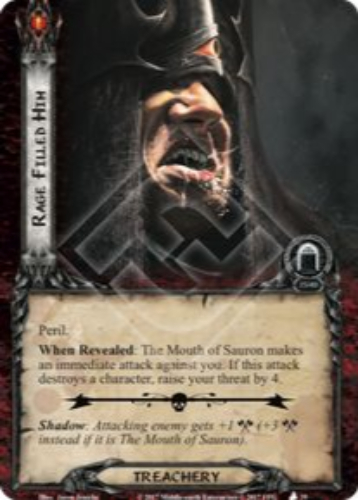 RAGE FILLED HIM
Peril.
When Revealed: The Mouth of Sauron makes
an immediate attack against you. If this attack
destroys a character, raise your threat by 4.
Shadow: Attacking enemy gets +1 (+3
instead if it is The Mouth of Sauron).
TREACHERY